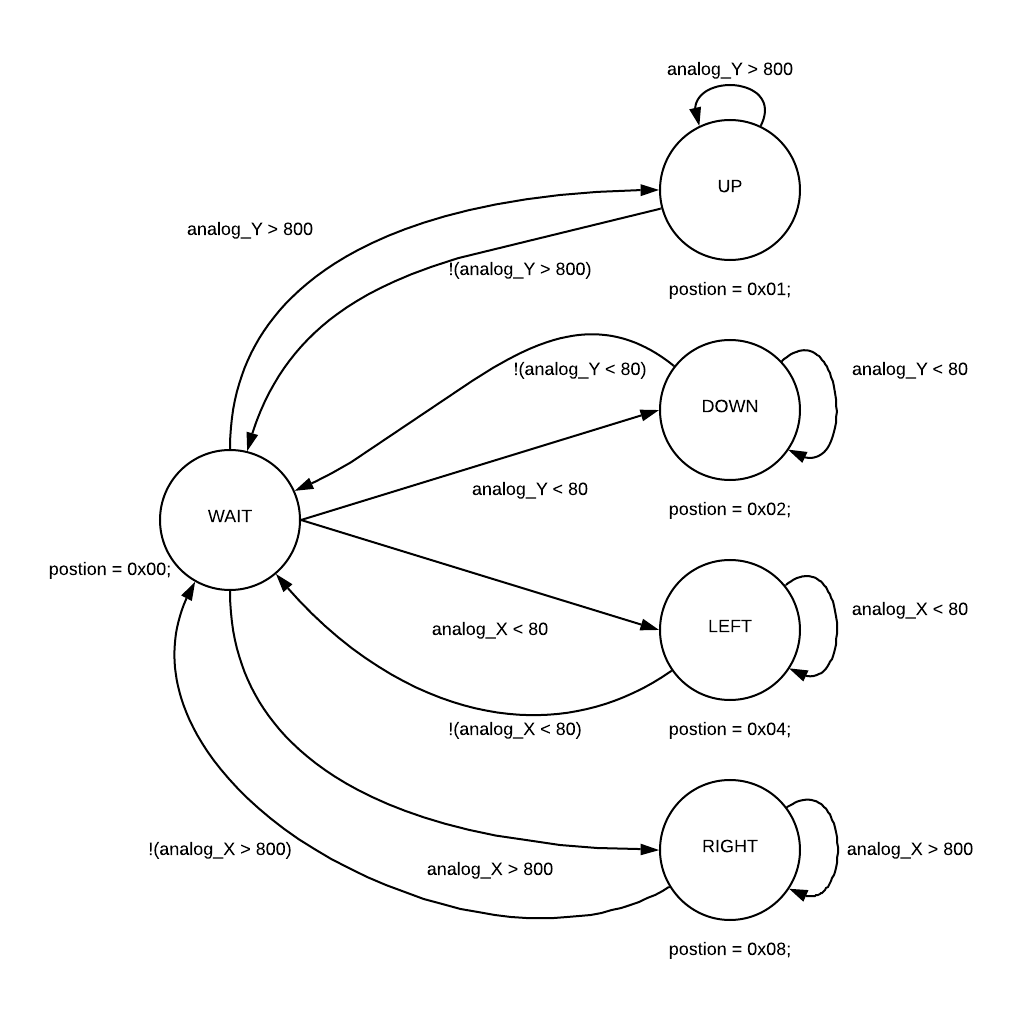 analog_Y > 800
UP
analog_Y > 800
!(analog_Y > 800)
postion = 0x01;
!(analog_Y < 80)
analog_Y < 80
DOWN
analog_Y < 80
postion = 0x02;
WAIT
postion = 0x00;
analog_X < 80
LEFT
analog_X < 80
!(analog_X < 80)
postion = 0x04;
!(analog_X > 800)
analog_X > 800
RIGHT
analog_X > 800
postion = 0x08;